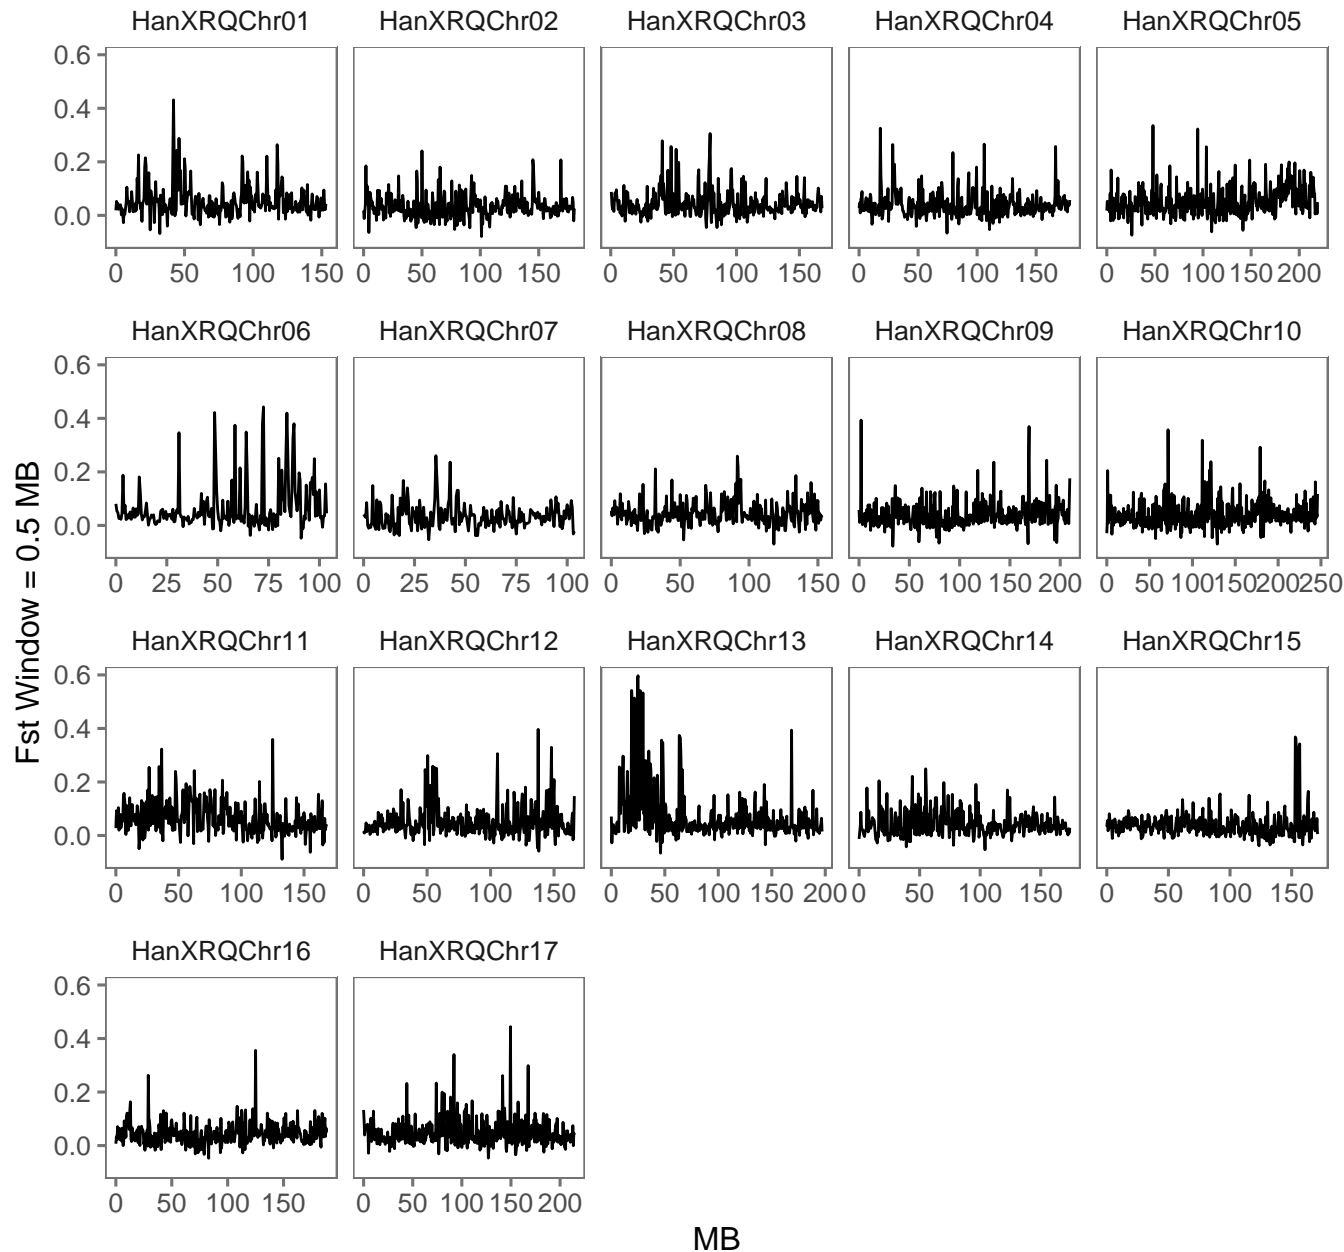 HanXRQChr01 HanXRQChr02 HanXRQChr03 HanXRQChr04 HanXRQChr05
0.6
0.4
0.2
0.0
0 50 100 150 0 50 100 150 0 50 100 150 0 50 100 150 0 50 100 150 200
HanXRQChr06 HanXRQChr07 HanXRQChr08 HanXRQChr09 HanXRQChr10
0.6
0.4
0.2
0.0
0 25 50 75 100 0 25 50 75 100 0 50 100 150 0 50 100 150 200 0 50 100 150 200 250
Fst Window = 0.5 MB
HanXRQChr11 HanXRQChr12 HanXRQChr13 HanXRQChr14 HanXRQChr15
0.6
0.4
0.2
0.0
0 50 100 150 0 50 100 150 0 50 100 150 200 0 50 100 150 0 50 100 150
HanXRQChr16 HanXRQChr17
0.6
0.4
0.2
0.0
0 50 100 150 0 50 100 150 200
MB